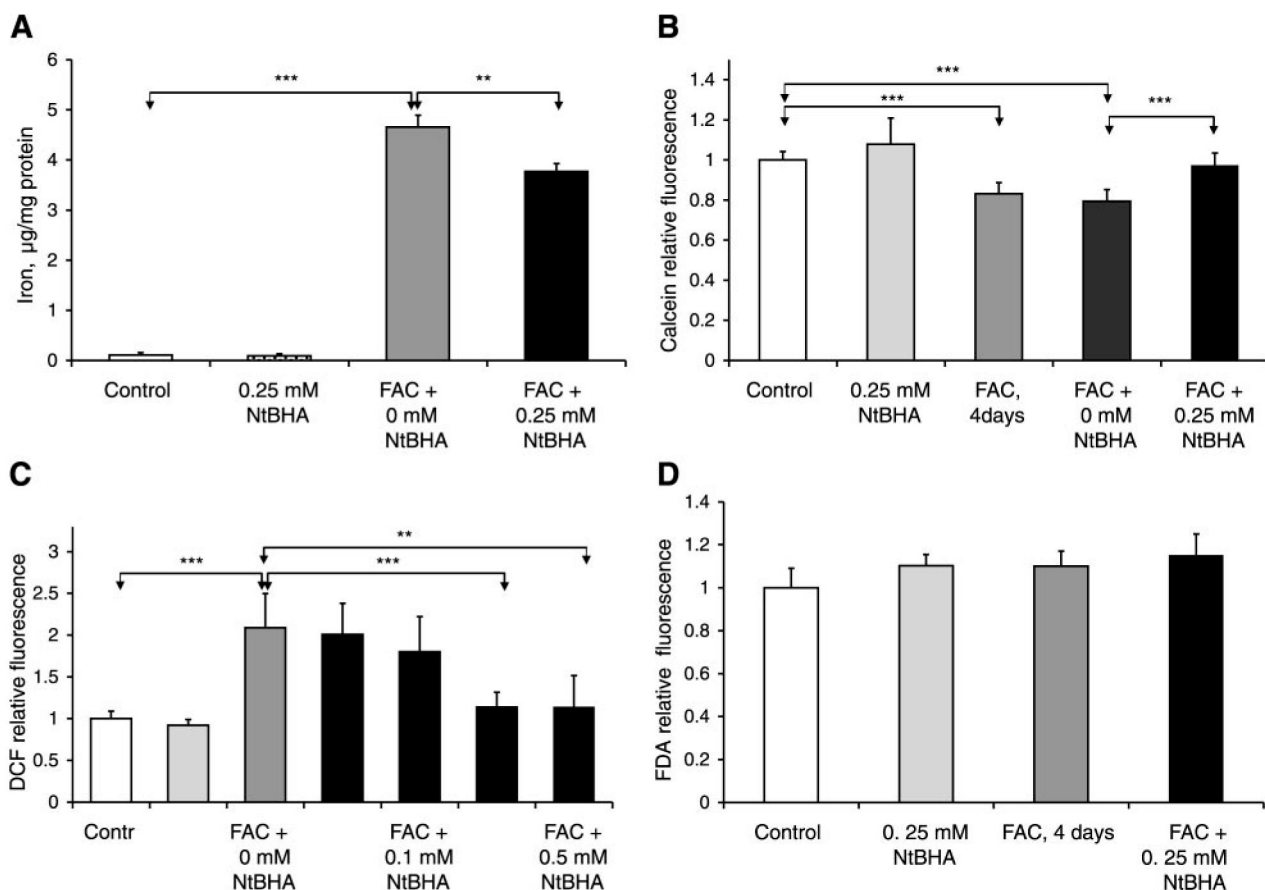 A
Iron, µg/mg protein
6
5
4
3
2
1
0
***
**
Control
0.25 mM
NtBHA
FAC +
0 mM
NtBHA
FAC +
0.25 mM
NtBHA
B
Calcein relative fluorescence
1.4
1.2
1
0.8
0.6
0.4
0.2
0
***
***
***
Control
0.25 mM
NtBHA
FAC,
4days
FAC +
0 mM
NtBHA
FAC +
0.25 mM
NtBHA
C
DCF relative fluorescence
3
2.5
2
1.5
1
0.5
0
**
***
***
Contr
FAC +
0 mM
NtBHA
FAC +
0.1 mM
NtBHA
FAC +
0.5 mM
NtBHA
D
FDA relative fluorescence
1.4
1.2
1
0.8
0.6
0.4
0.2
0
Control
0. 25 mM
NtBHA
FAC, 4 days
FAC +
0. 25 mM
NtBHA